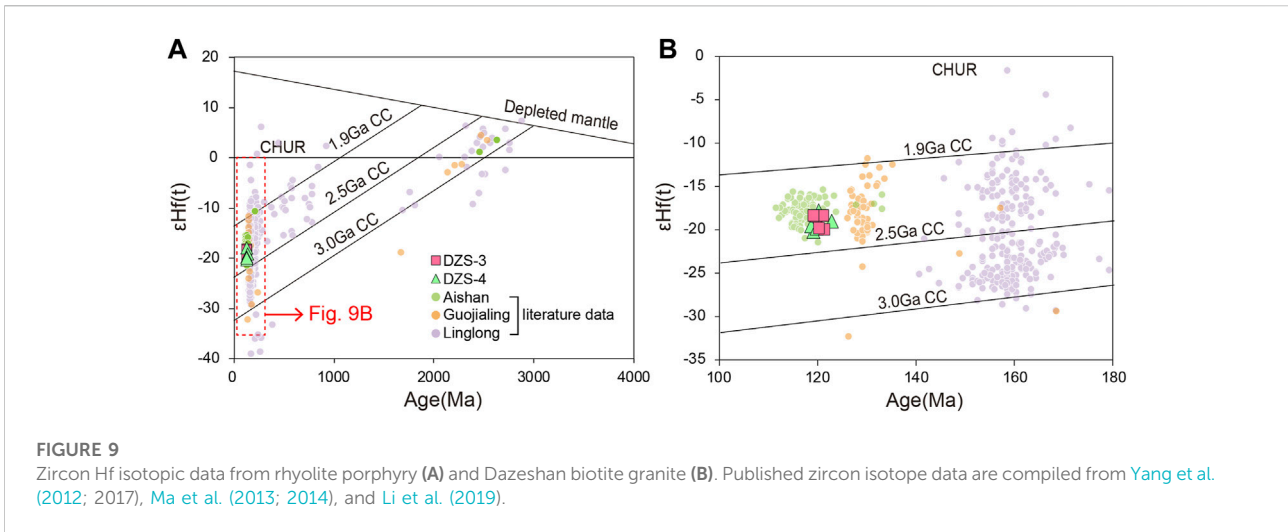 A
20
10
0
-10
-20
-30
-40
εHf(t)
Depleted mantle
1.9Ga CC
CHUR
2.5Ga CC
3.0Ga CC
DZS-3
DZS-4
Aishan
Guojialing
Linglong
literature data
Fig. 9B
0
1000
2000
3000
4000
Age(Ma)
B
0
-5
-10
-15
-20
-25
-30
-35
εHf(t)
CHUR
1.9Ga CC
2.5Ga CC
3.0Ga CC
100
120
140
160
180
Age(Ma)
FIGURE 9
Zircon Hf isotopic data from rhyolite porphyry (A) and Dazeshan biotite granite (B). Published zircon isotope data are compiled from Yang et al.
(2012; 2017), Ma et al. (2013; 2014), and Li et al. (2019).